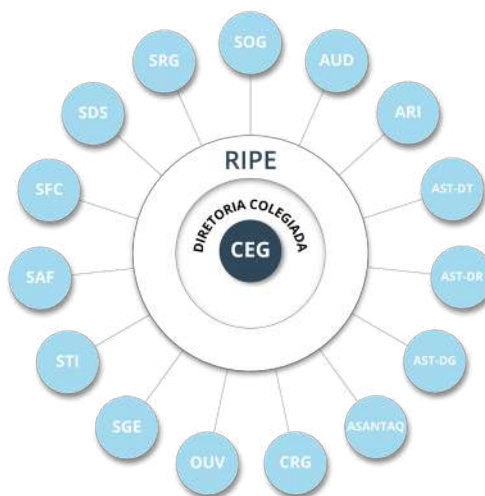 SOG
AUD
ARI
AST-DT
AST-DR
AST-DG
ASANTAQ
CRG
OUV
SGE
STI
SAF
SFC
SDS
SRG
RIPE
DIRETORIA COLEGIADA
CEG